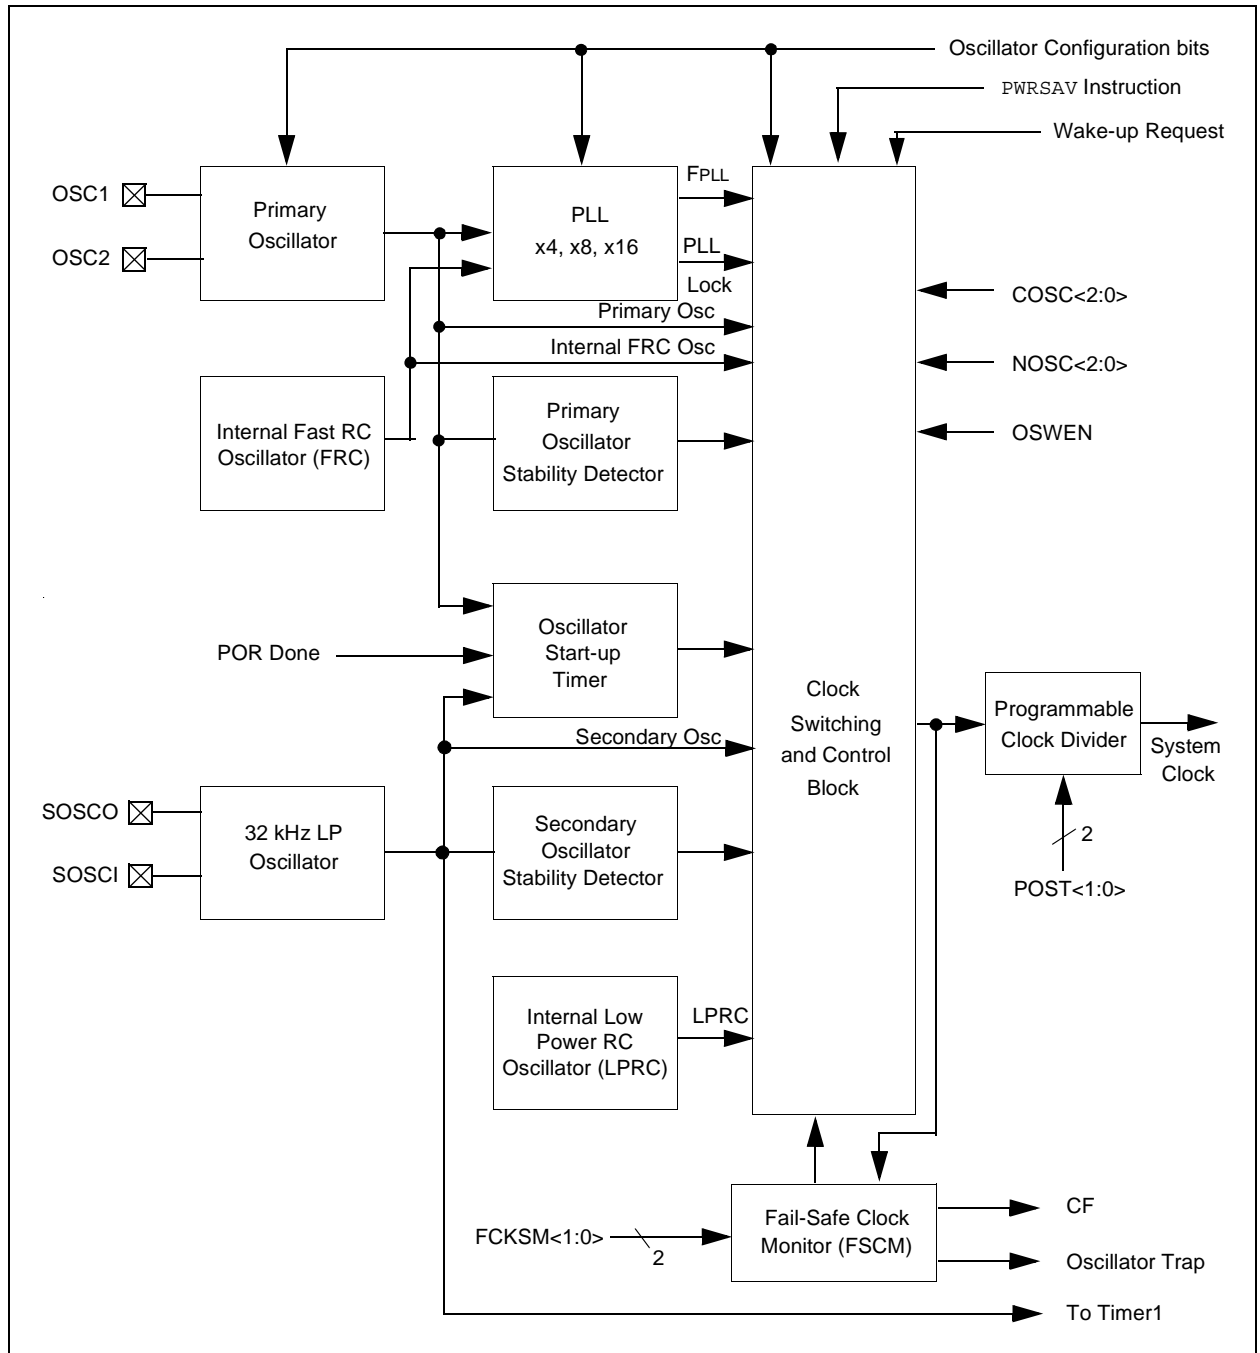 Oscillator Configuration bits
PWRSAV Instruction
Wake-up Request
OSC1
OSC2
Primary
Oscillator
PLL
x4, x8, x16
FPLL
PLL
Lock
Primary Osc
Internal FRC Osc
COSC<2:0>
NOSC<2:0>
OSWEN
Internal Fast RC
Oscillator (FRC)
Primary
Oscillator
Stability Detector
POR Done
Oscillator
Start-up
Timer
Secondary Osc
Clock
Switching
and Control
Block
Programmable
Clock Divider
System
Clock
2
POST<1:0>
SOSCO
SOSCI
32 kHz LP
Oscillator
Secondary
Oscillator
Stability Detector
Internal Low
Power RC
Oscillator (LPRC)
LPRC
FCKSM<1:0>
2
Fail-Safe Clock
Monitor (FSCM)
CF
Oscillator Trap
To Timer1